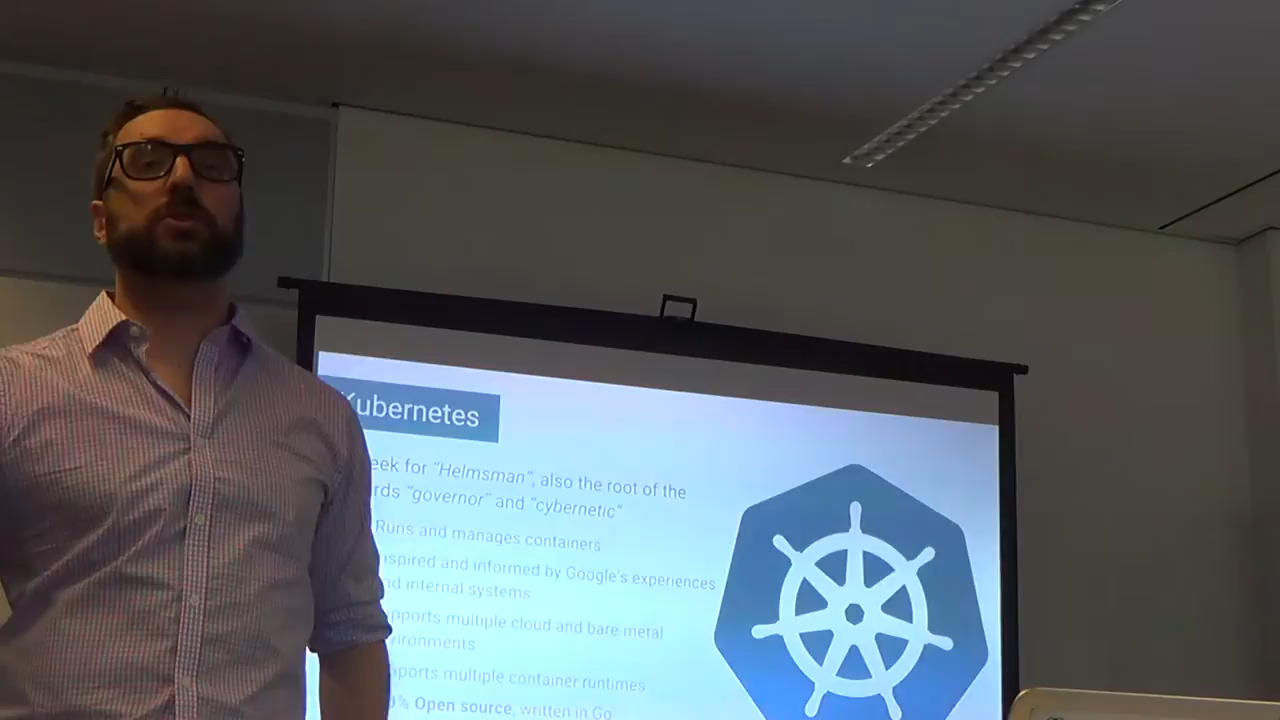 Kubernetes
eek for "Helmsman", also the root of the
rds "governor" and "cybernetic"
Runs and manages containers
nspired and informed by Google's experiences
nd internal systems
pports multiple cloud and bare-metal
vironments
pports multiple container runtimes
% Open source, written in Go